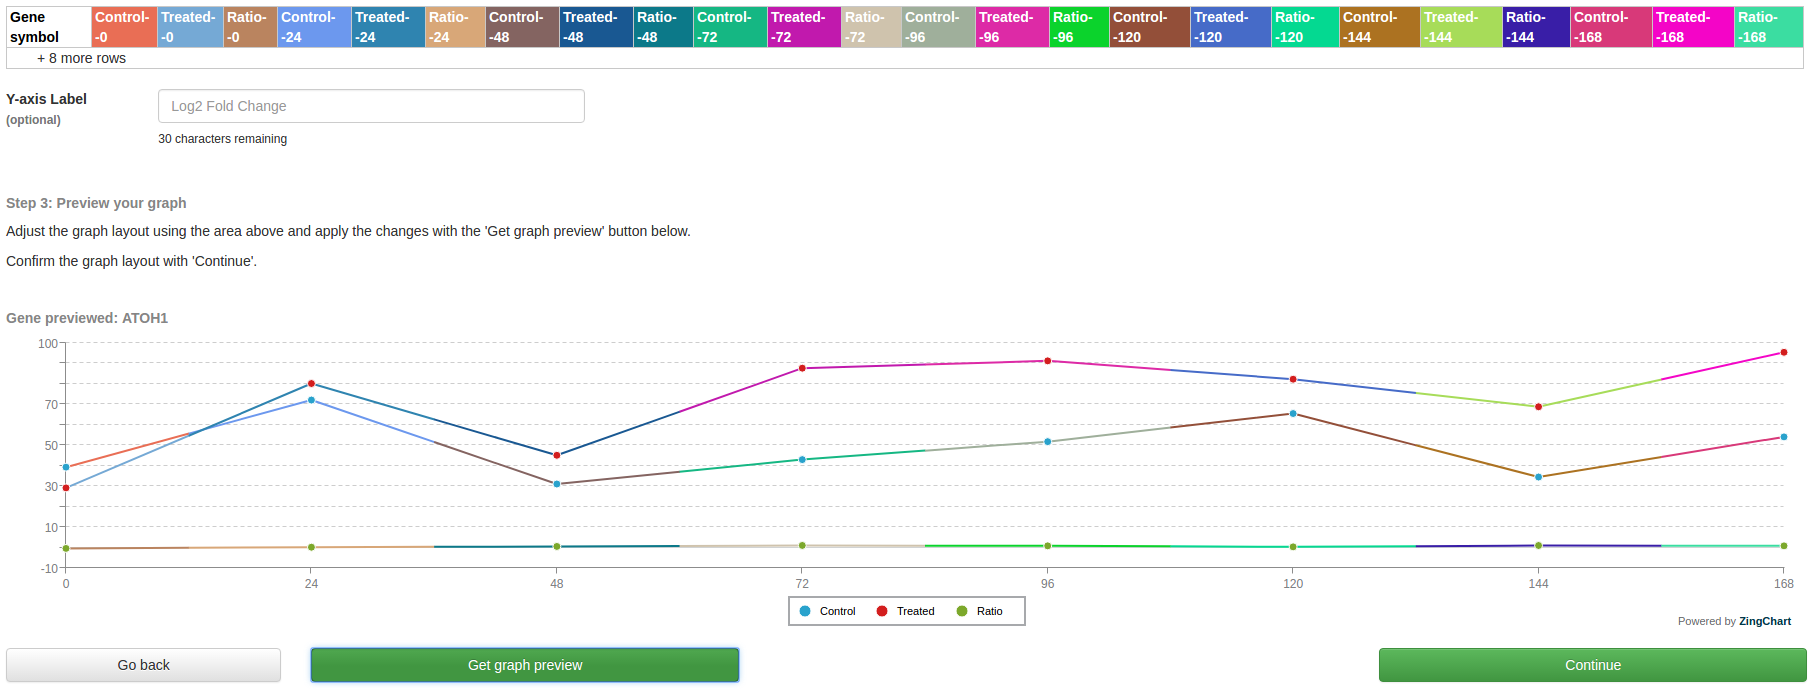 Gene symbol Control--0 Treated--0 Ratio--0 Control--24 Treated--24 Ratio--24 Control--48 Treated--48 Ratio--48 Control--72 Treated--72 Ratio--72 Control--96 Treated--96 Ratio--96 Control--120 Treated--120 Ratio--120 Control--144 Treated--144 Ratio--144 Control--168 Treated--168 Ratio--168
+ 8 more rows
Y-axis Label
(optional)
Log2 Fold Change
30 characters remaining
Step 3: Preview your graph
Adjust the graph layout using the area above and apply the changes with the 'Get graph preview' button below.
Confirm the graph layout with 'Continue'.
Gene previewed: ATOH1
100
70
50
30
10
-10
0 24 48 72 96 120 144 168
Control Treated Ratio
Powered by ZingChart
Go back Get graph preview Continue